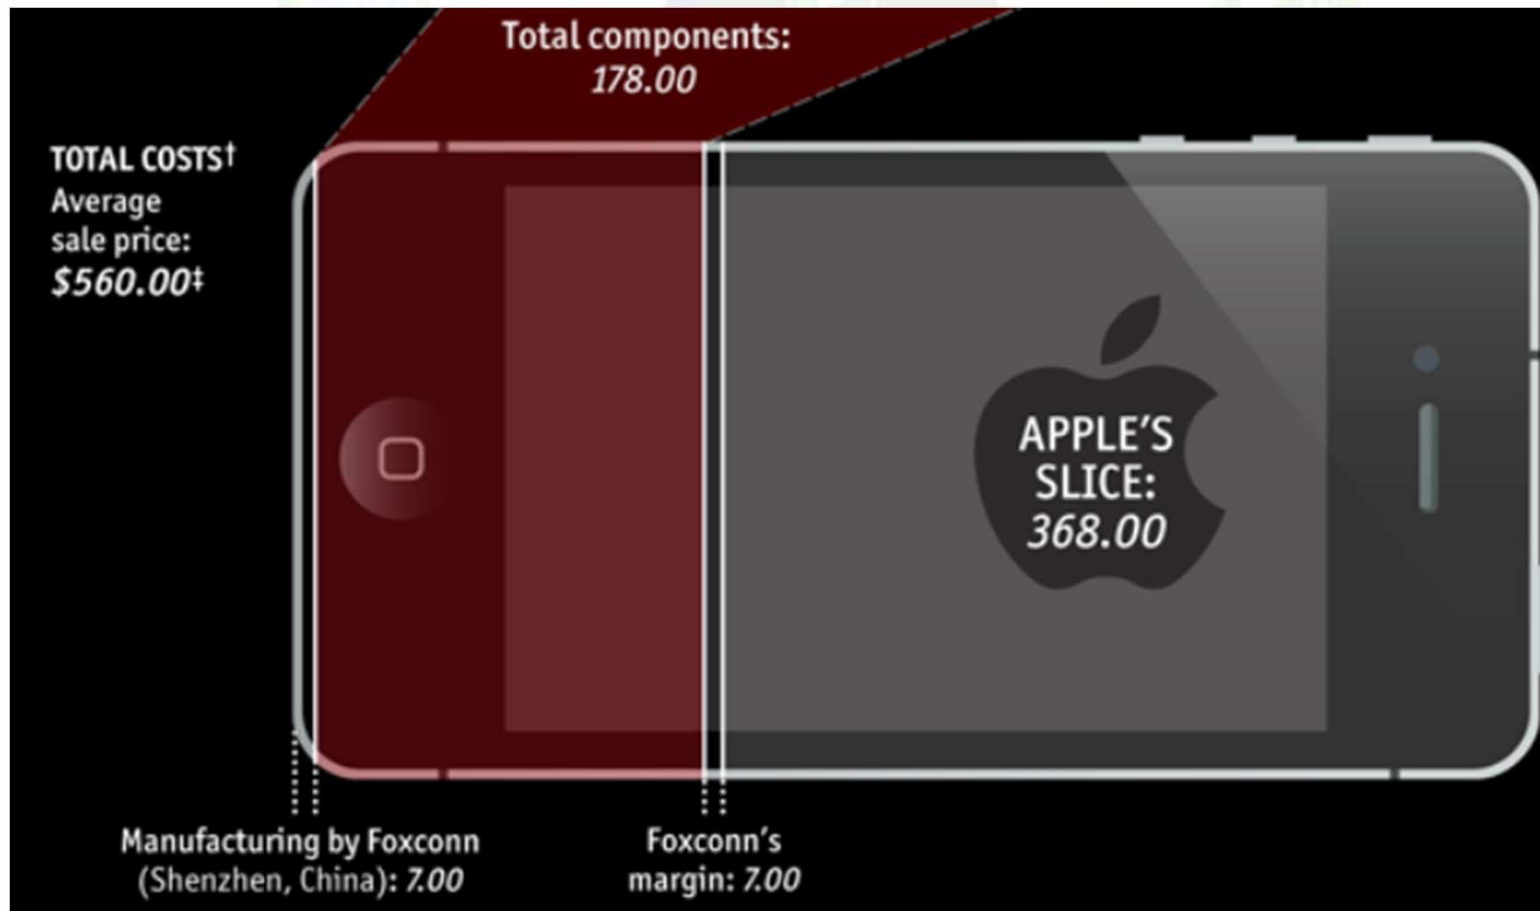 Total components:
178.00
TOTAL COSTS†
Average
sale price:
$560.00‡
APPLE’S
SLICE:
368.00
Manufacturing by Foxconn
(Shenzhen, China): 7.00
Foxconn’s
margin: 7.00